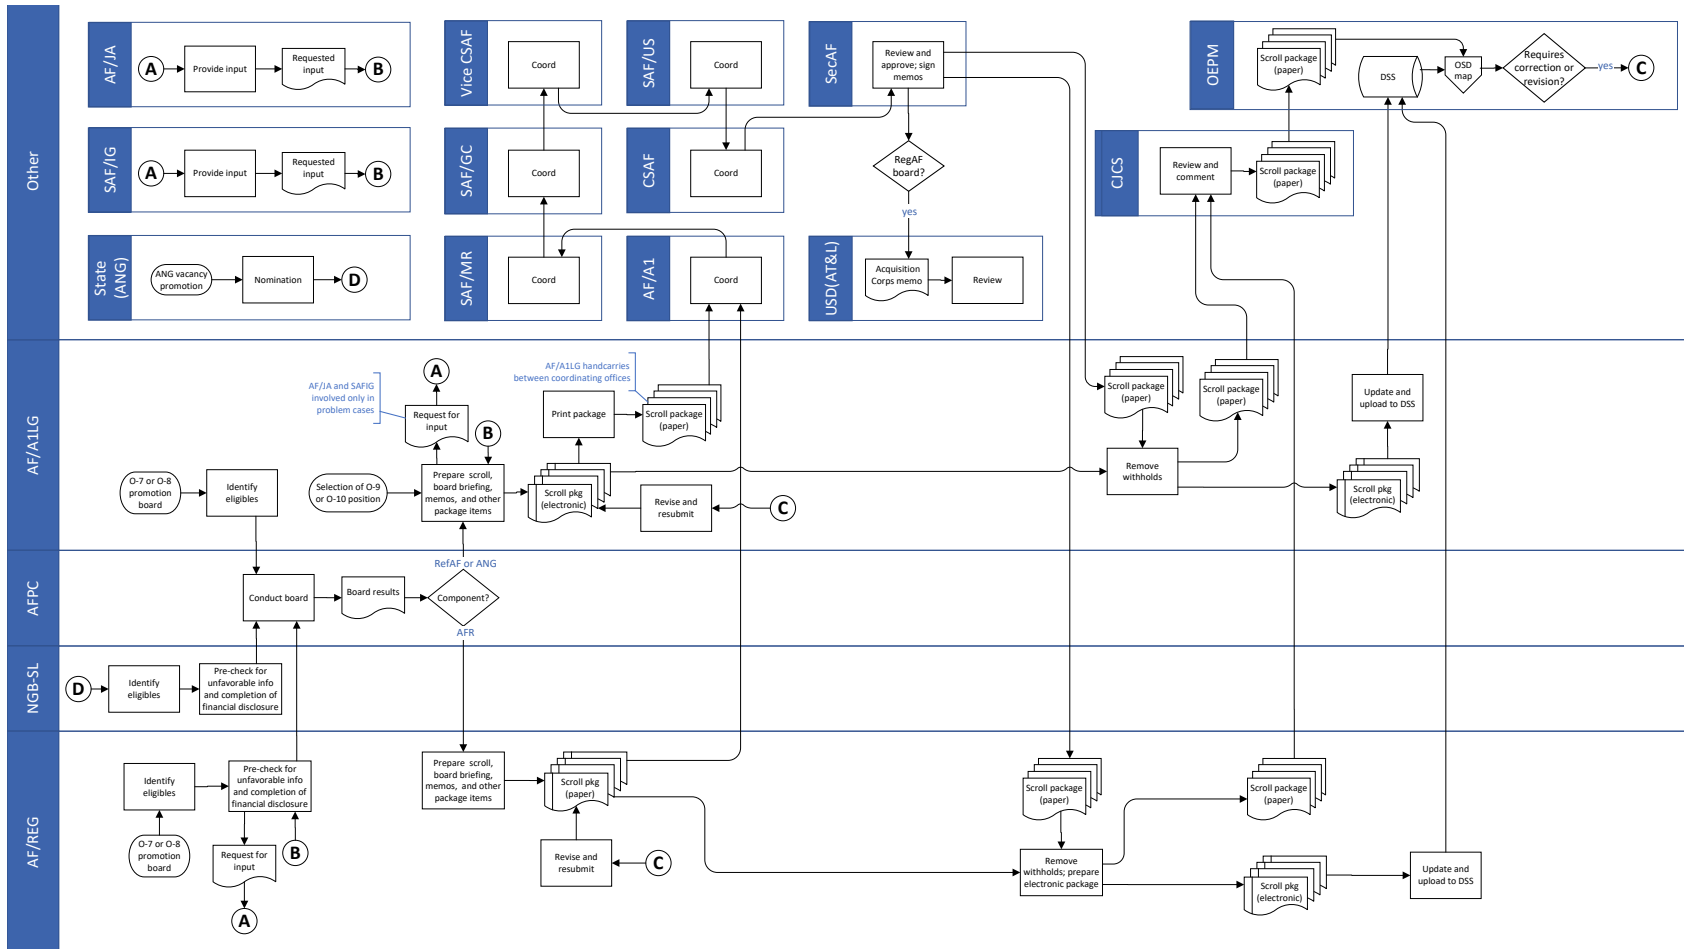 Other
AF/JA
A
Provide input
Requested
input
B
SAF/IG
A
Provide input
Requested
input
B
State
(ANG)
ANG vacancy
promotion
Nomination
D
Vice CSAF
Coord
SAF/US
Coord
SAF/GC
Coord
CSAF
Coord
SAF/MR
Coord
AF/A1
Coord
SecAF
Review and
approve; sign
memos
RegAF
board?
yes
USD(AT&L)
Acquisition
Corps memo
Review
OEPM
Scroll package
(paper)
DSS
OSD
map
Requires
correction or
revision?
yes
C
CJCS
Review and
comment
Scroll package
(paper)
AF/A1LG
O-7 or O-8
promotion
board
Identify
eligibles
AF/JA and SAFIG
involved only in
problem cases
A
Request for
input
B
Selection of O-9
or O-10 position
Prepare scroll,
board briefing,
memos, and other
package items
AF/A1LG handcarries
between coordinating offices
Print package
Scroll package
(paper)
Scroll pkg
(electronic)
Revise and
resubmit
C
Scroll package
(paper)
Remove
withholds
Scroll package
(paper)
Update and
upload to DSS
Scroll pkg
(electronic)
AFPC
Conduct board
Board results
RefAF or ANG
Component?
AFR
NGB-SL
D
Identify
eligibles
Pre-check for
unfavorable info
and completion of
financial disclosure
AF/REG
Identify
eligibles
O-7 or O-8
promotion
board
Pre-check for
unfavorable info
and completion of
financial disclosure
Request for
input
B
A
Prepare scroll,
board briefing,
memos, and other
package items
Scroll pkg
(paper)
Revise and
resubmit
C
Scroll package
(paper)
Remove
withholds; prepare
electronic package
Scroll package
(paper)
Scroll pkg
(electronic)
Update and
upload to DSS